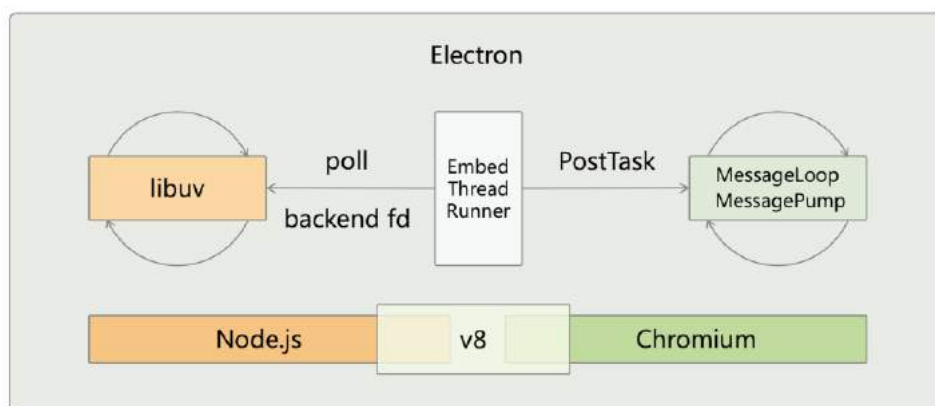 Electron
libuv
poll
backend fd
Embed
Thread
Runner
PostTask
MessageLoop
MessagePump
Node.js
v8
Chromium